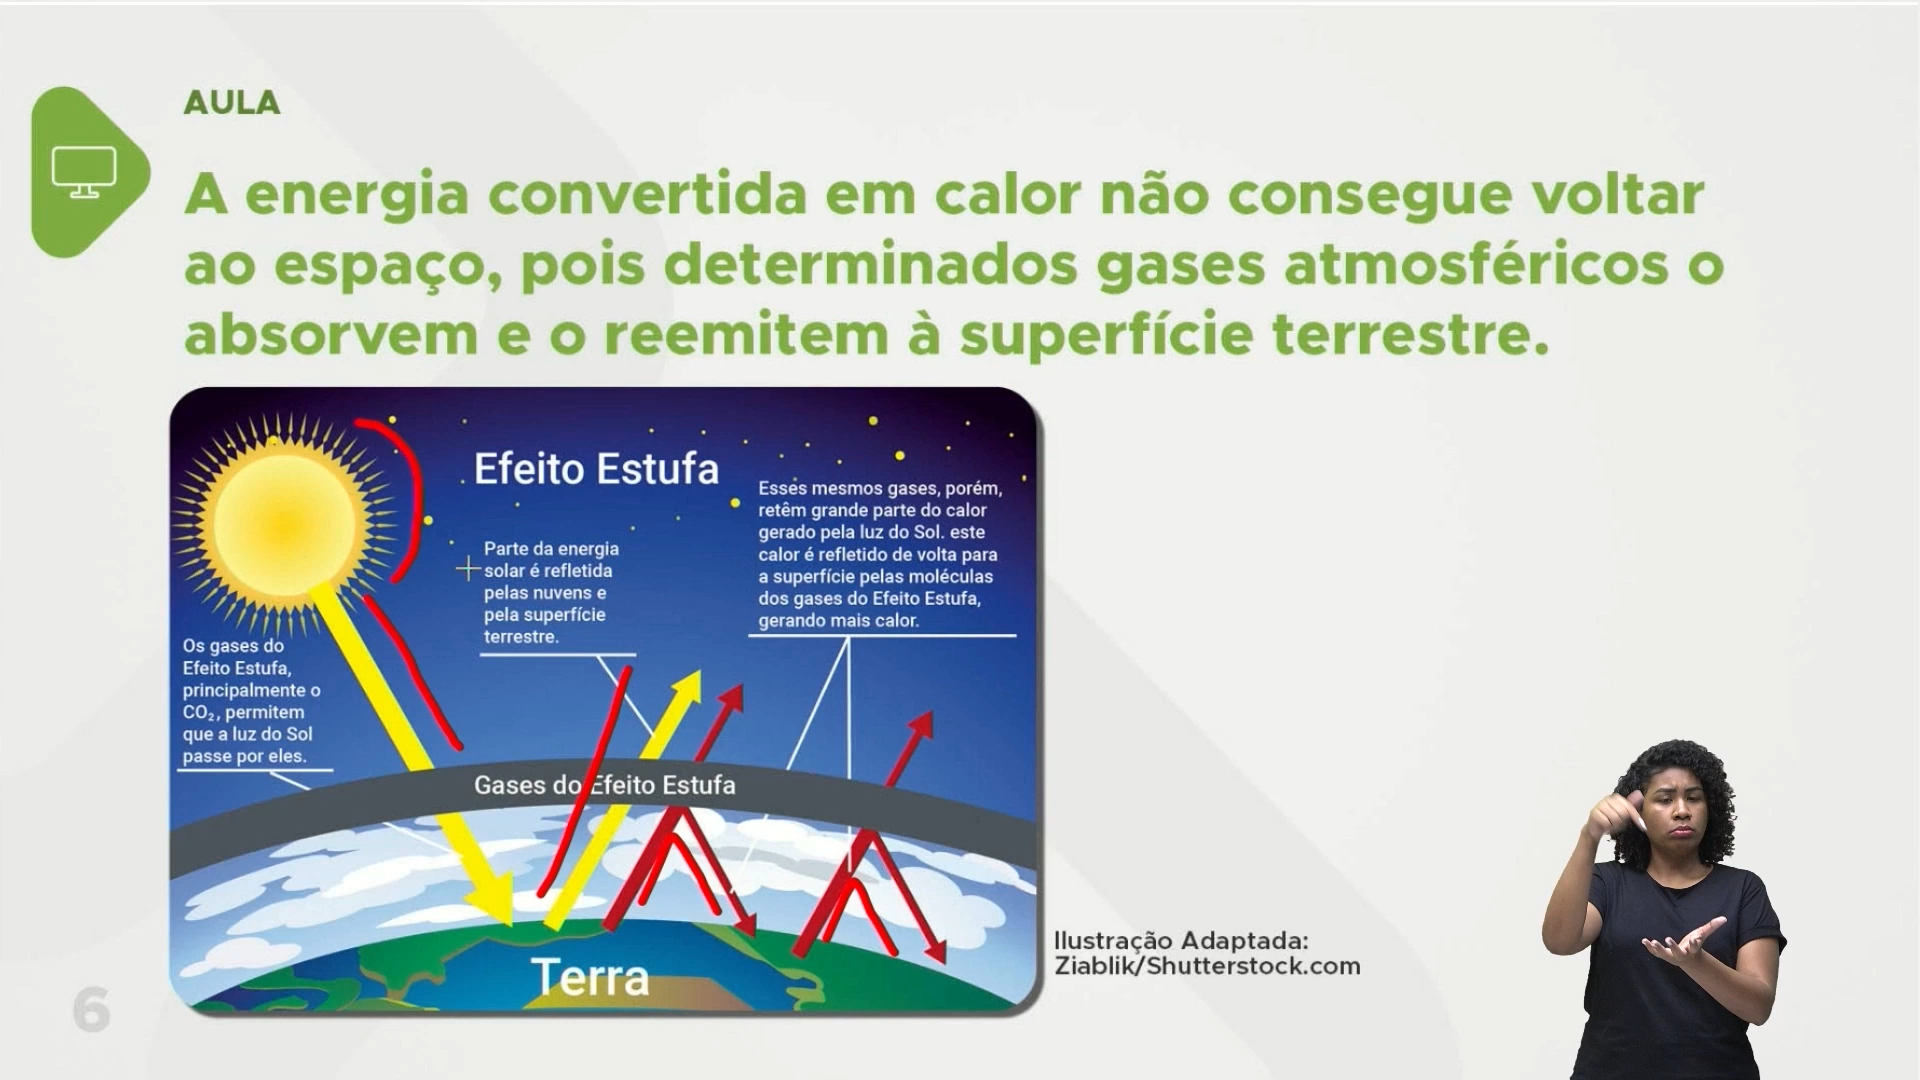 AULA
A energia convertida em calor não consegue voltar
ao espaço, pois determinados gases atmosféricos o
absorvem e o reemitem à superfície terrestre.
Efeito Estufa
Esses mesmos gases, porém,
retêm grande parte do calor
gerado pela luz do Sol. este
calor é refletido de volta para
a superfície pelas moléculas
dos gases do Efeito Estufa,
gerando mais calor.
Parte da energia
solar é refletida
pelas nuvens e
pela superfície
terrestre.
Os gases do
Efeito Estufa,
principalmente o
CO₂, permitem
que a luz do Sol
passe por eles.
Gases do Efeito Estufa
Terra
Ilustração Adaptada:
Ziablik/Shutterstock.com
6